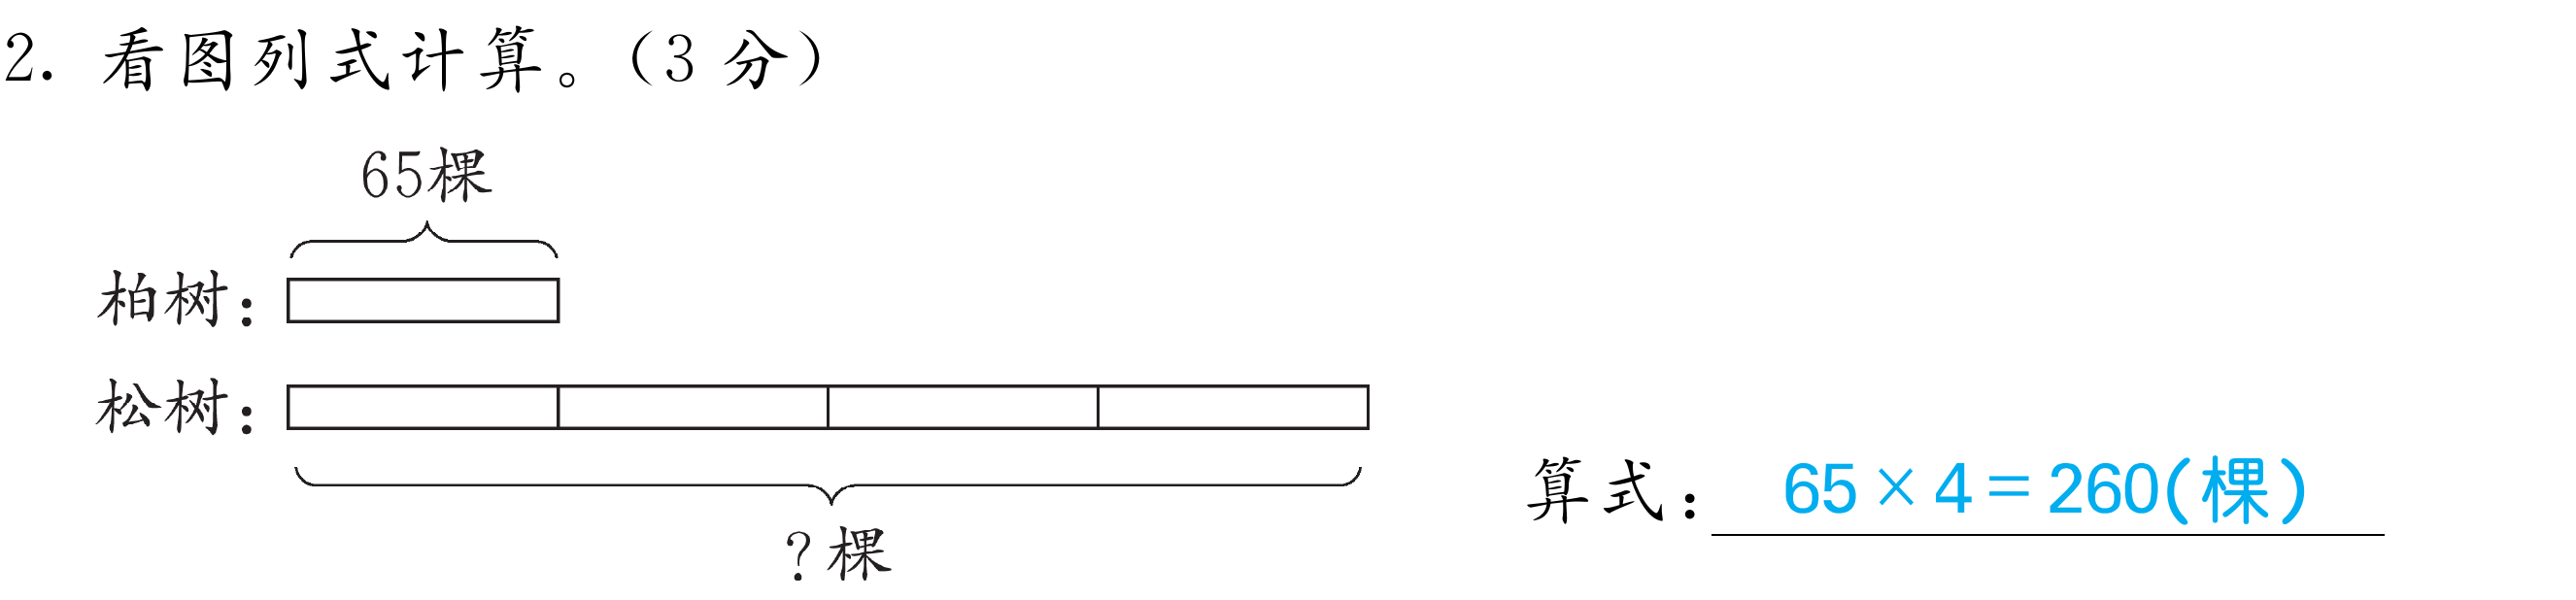 2. 看图列式计算。(3 分)
65棵
柏树:
松树:
?棵
算式: 65×4=260(棵)